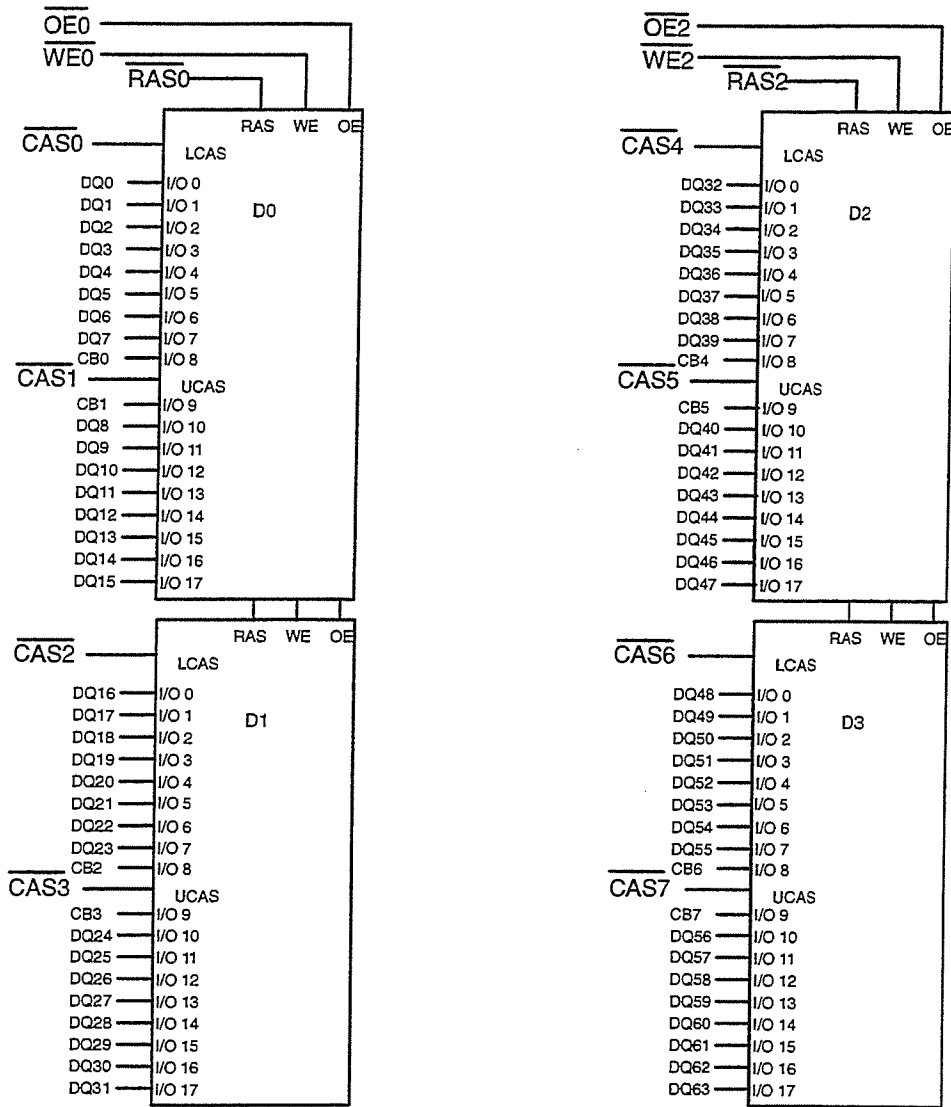 OE0
WE0
RAS0
RAS WE OE
CAS0
LCAS
DQ0 I/O 0
DQ1 I/O 1
D0
DQ2 I/O 2
DQ3 I/O 3
DQ4 I/O 4
DQ5 I/O 5
DQ6 I/O 6
DQ7 I/O 7
CB0 I/O 8
CAS1
UCAS
CB1 I/O 9
DQ8 I/O 10
DQ9 I/O 11
DQ10 I/O 12
DQ11 I/O 13
DQ12 I/O 14
DQ13 I/O 15
DQ14 I/O 16
DQ15 I/O 17
RAS WE OE
CAS2
LCAS
DQ16 I/O 0
DQ17 I/O 1
D1
DQ18 I/O 2
DQ19 I/O 3
DQ20 I/O 4
DQ21 I/O 5
DQ22 I/O 6
DQ23 I/O 7
CB2 I/O 8
CAS3
UCAS
CB3 I/O 9
DQ24 I/O 10
DQ25 I/O 11
DQ26 I/O 12
DQ27 I/O 13
DQ28 I/O 14
DQ29 I/O 15
DQ30 I/O 16
DQ31 I/O 17
OE2
WE2
RAS2
RAS WE OE
CAS4
LCAS
DQ32 I/O 0
DQ33 I/O 1
D2
DQ34 I/O 2
DQ35 I/O 3
DQ36 I/O 4
DQ37 I/O 5
DQ38 I/O 6
DQ39 I/O 7
CB4 I/O 8
CAS5
UCAS
CB5 I/O 9
DQ40 I/O 10
DQ41 I/O 11
DQ42 I/O 12
DQ43 I/O 13
DQ44 I/O 14
DQ45 I/O 15
DQ46 I/O 16
DQ47 I/O 17
RAS WE OE
CAS6
LCAS
DQ48 I/O 0
DQ49 I/O 1
D3
DQ50 I/O 2
DQ51 I/O 3
DQ52 I/O 4
DQ53 I/O 5
DQ54 I/O 6
DQ55 I/O 7
CB6 I/O 8
CAS7
UCAS
CB7 I/O 9
DQ56 I/O 10
DQ57 I/O 11
DQ58 I/O 12
DQ59 I/O 13
DQ60 I/O 14
DQ61 I/O 15
DQ62 I/O 16
DQ63 I/O 17